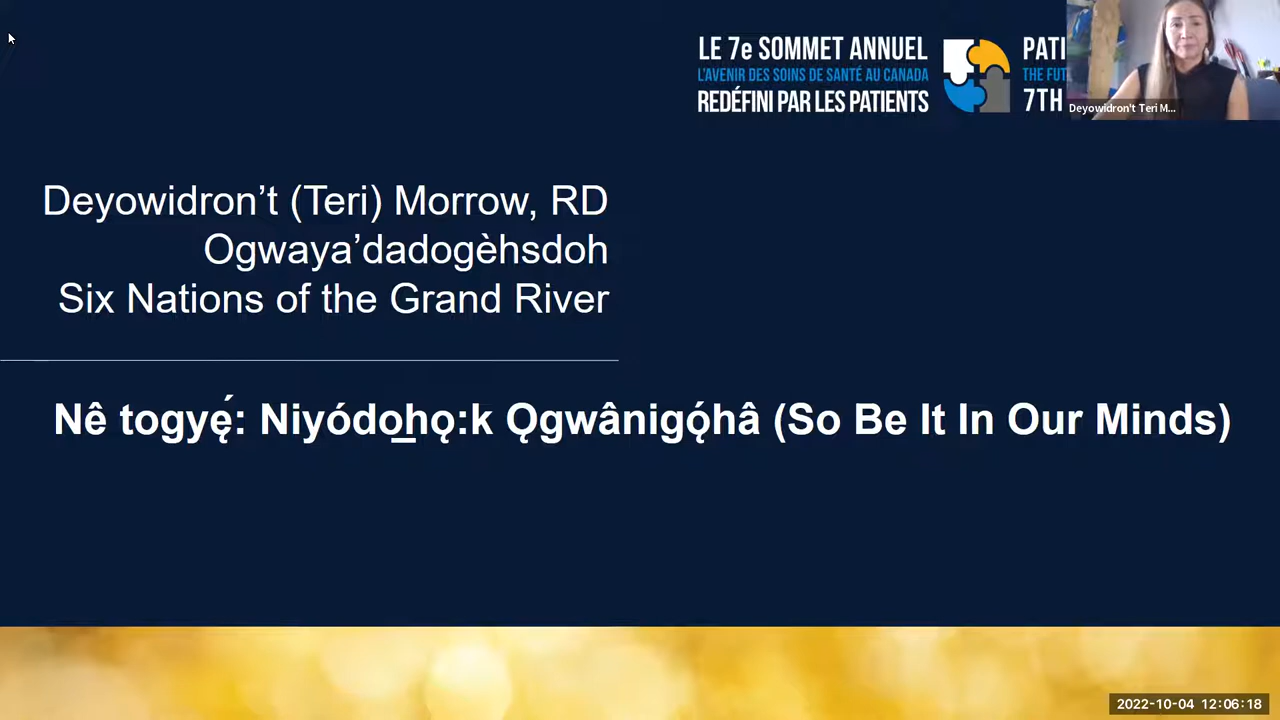 LE 7e SOMMET ANNUEL
L'AVENIR DES SOINS DE SANTÉ AU CANADA
REDÉFINI PAR LES PATIENTS
PATI
THE FUT
7TH
Deyowidron't Teri M...
Deyowidron’t (Teri) Morrow, RD
Ogwaya’dadogèhsdoh
Six Nations of the Grand River
Nê togyę́: Niyódo̲h̲ǫ:k Ǫgwânigǫ́hâ (So Be It In Our Minds)
2022-10-04 12:06:18